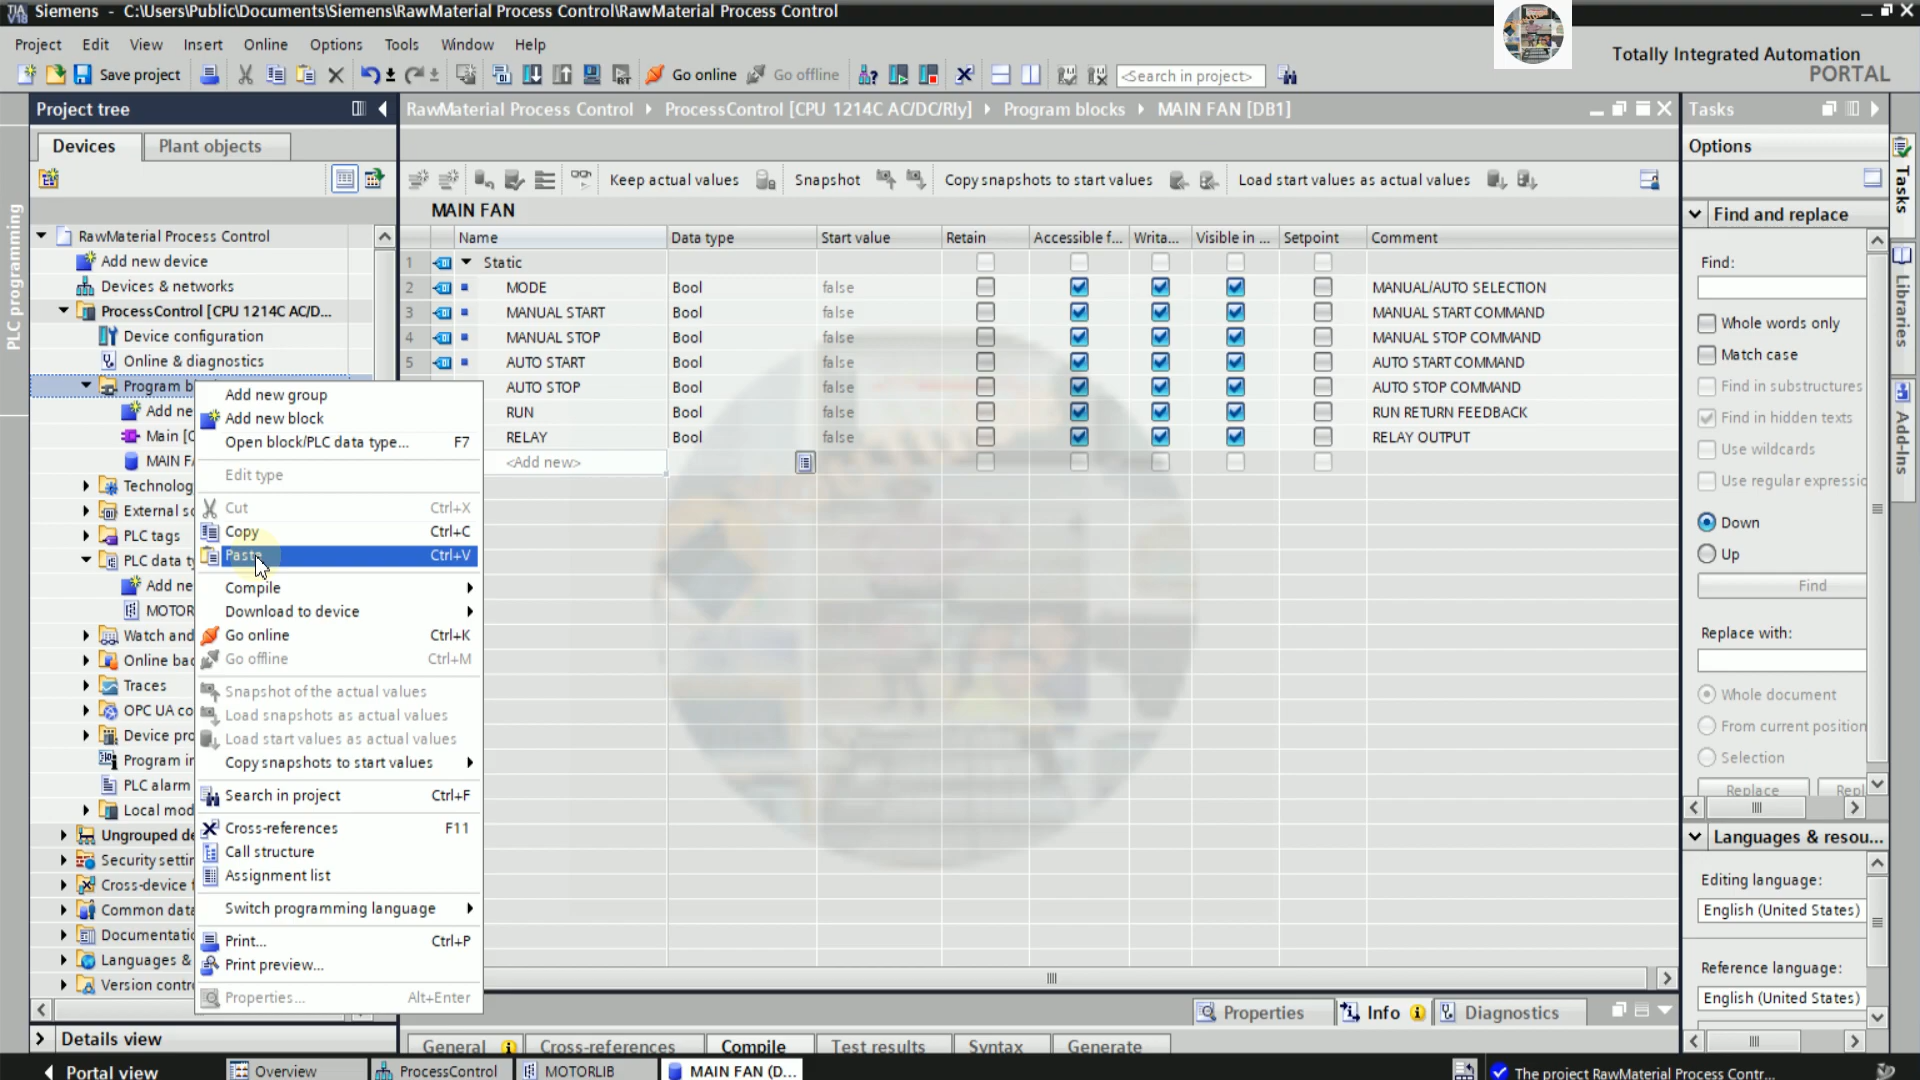 Siemens - C:\Users\Public\Documents\Siemens\RawMaterial Process Control\RawMaterial Process Control
Project Edit View Insert Online Options Tools Window Help
Totally Integrated Automation
PORTAL
Save project Go online Go offline <Search in project>
Project tree
RawMaterial Process Control ▸ ProcessControl [CPU 1214C AC/DC/Rly] ▸ Program blocks ▸ MAIN FAN [DB1]
Tasks
Devices Plant objects
Options
Keep actual values Snapshot Copy snapshots to start values Load start values as actual values
MAIN FAN
Find and replace
Name Data type Start value Retain Accessible f... Writa... Visible in ... Setpoint Comment
1 Static
2 MODE Bool false MANUAL/AUTO SELECTION
3 MANUAL START Bool false MANUAL START COMMAND
4 MANUAL STOP Bool false MANUAL STOP COMMAND
5 AUTO START Bool false AUTO START COMMAND
AUTO STOP Bool false AUTO STOP COMMAND
RUN Bool false RUN RETURN FEEDBACK
RELAY Bool false RELAY OUTPUT
<Add new>
PLC programming
RawMaterial Process Control
Add new device
Devices & networks
ProcessControl [CPU 1214C AC/D...
Device configuration
Online & diagnostics
Program b
Add ne
Main [O
MAIN FA
Technolog
External so
PLC tags
PLC data ty
Add ne
MOTOR
Watch and
Online bac
Traces
OPC UA co
Device pro
Program in
PLC alarm
Local mod
Ungrouped de
Security settin
Cross-device f
Common data
Documentatio
Languages &
Version contr
Details view
Add new group
Add new block
Open block/PLC data type... F7
Edit type
Cut Ctrl+X
Copy Ctrl+C
Paste Ctrl+V
Compile
Download to device
Go online Ctrl+K
Go offline Ctrl+M
Snapshot of the actual values
Load snapshots as actual values
Load start values as actual values
Copy snapshots to start values
Search in project Ctrl+F
Cross-references F11
Call structure
Assignment list
Switch programming language
Print... Ctrl+P
Print preview...
Properties... Alt+Enter
Find:
Whole words only
Match case
Find in substructures
Find in hidden texts
Use wildcards
Use regular expressio
Down
Up
Find
Replace with:
Whole document
From current position
Selection
Replace Repl
Languages & resou...
Editing language:
English (United States)
Reference language:
English (United States)
Tasks
Libraries
Add-Ins
Properties Info Diagnostics
General Cross-references Compile Test results Syntax Generate
Portal view Overview ProcessControl MOTORLIB MAIN FAN (D... The project RawMaterial Process Contr...